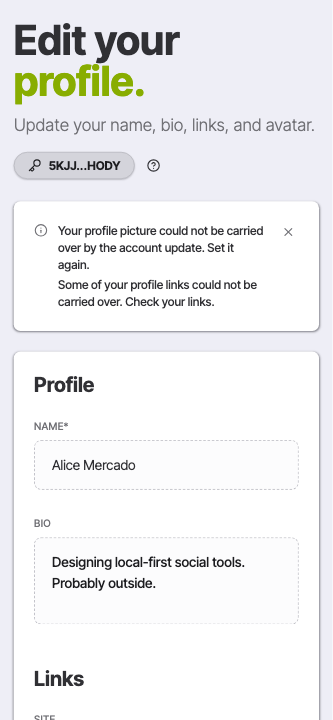 Edit your
profile.
Update your name, bio, links, and avatar.
5KJJ...HODY
Your profile picture could not be carried
over by the account update. Set it
again.
Some of your profile links could not be
carried over. Check your links.
Profile
NAME*
Alice Mercado
BIO
Designing local-first social tools.
Probably outside.
Links
SITE